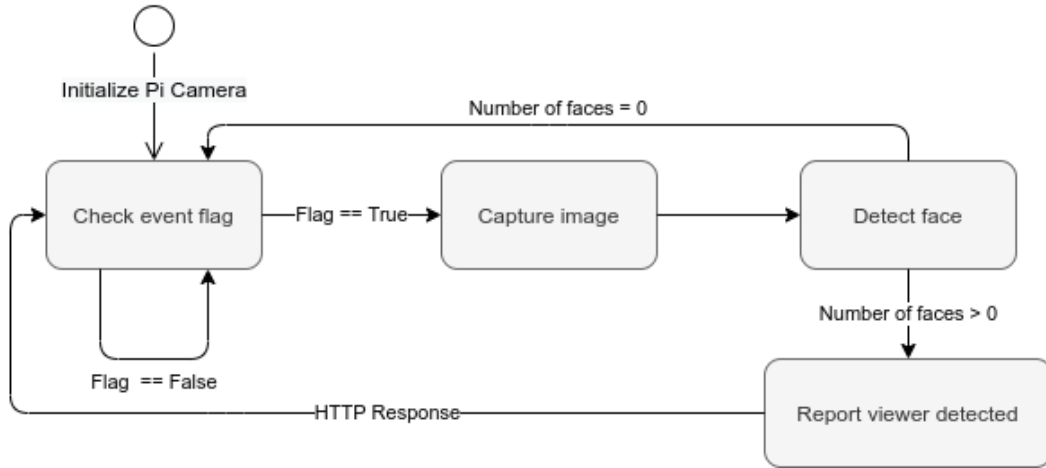 Initialize Pi Camera
Number of faces = 0
Check event flag
Flag == True
Capture image
Detect face
Number of faces > 0
Flag  == False
HTTP Response
Report viewer detected